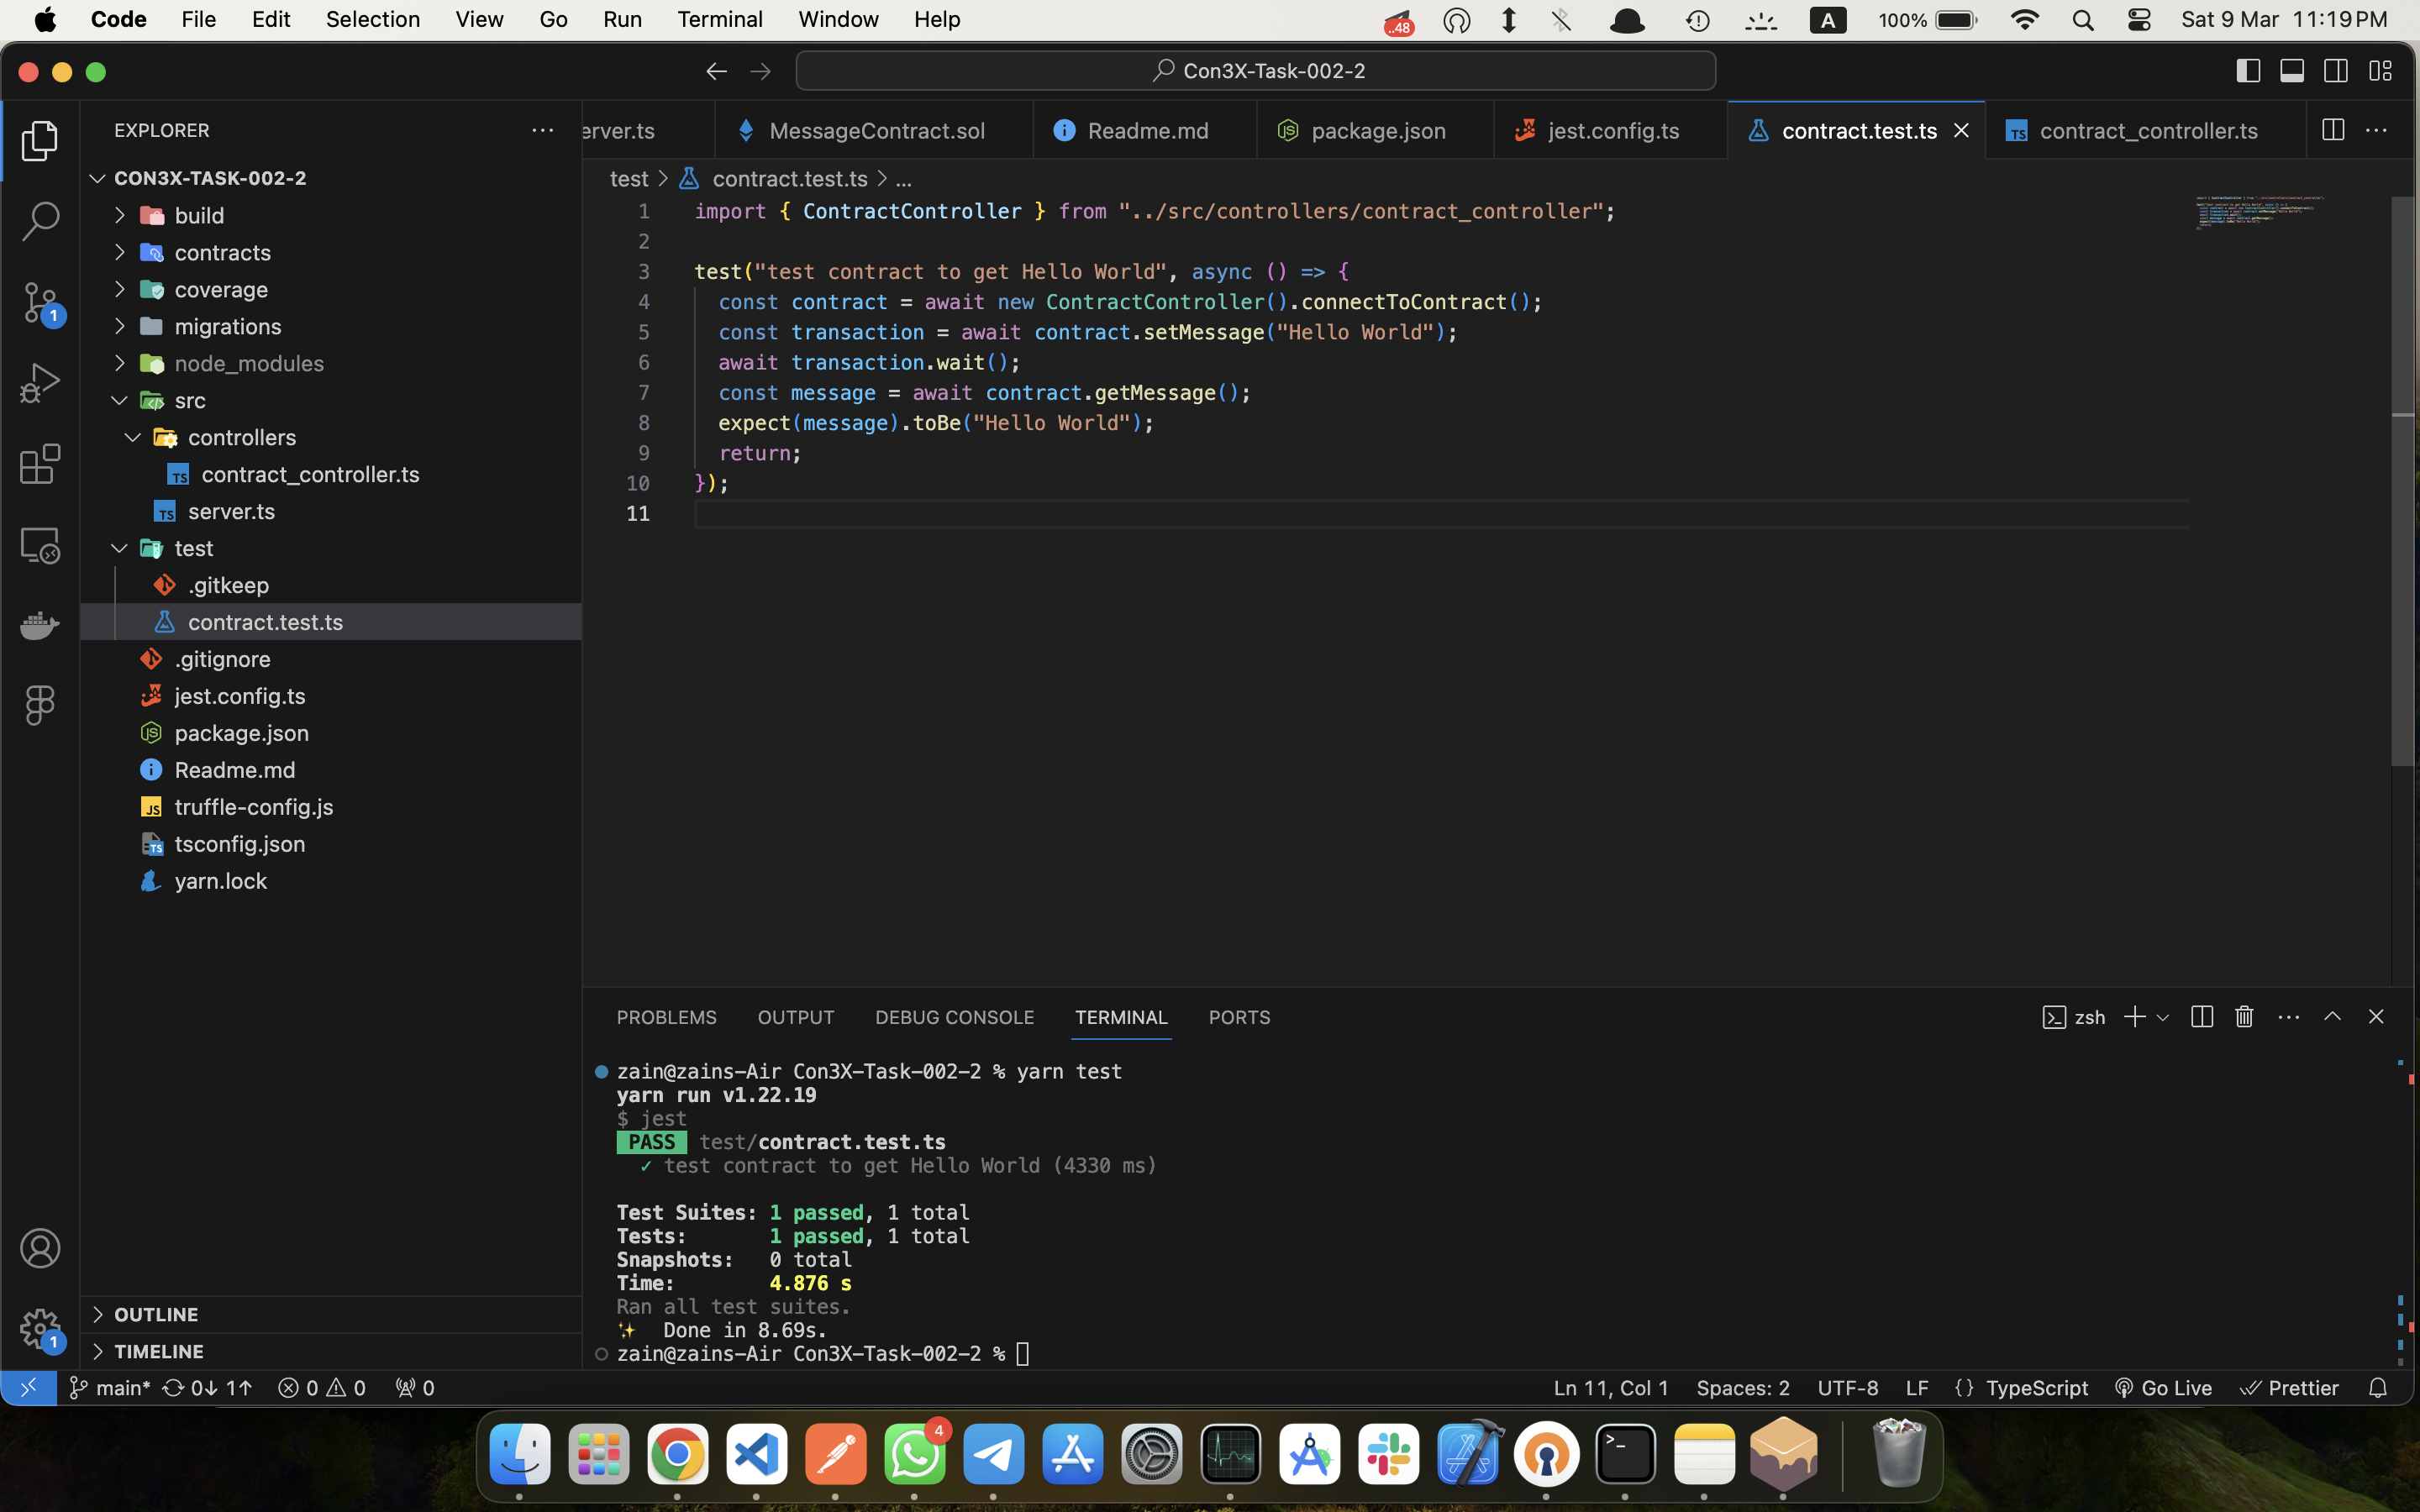 Code File Edit Selection View Go Run Terminal Window Help ..48 A 100% Sat 9 Mar 11:19 PM
Con3X-Task-002-2
EXPLORER
erver.ts MessageContract.sol Readme.md package.json jest.config.ts contract.test.ts contract_controller.ts
CON3X-TASK-002-2
build
contracts
coverage
migrations
node_modules
src
controllers
contract_controller.ts
server.ts
test
.gitkeep
contract.test.ts
.gitignore
jest.config.ts
package.json
Readme.md
truffle-config.js
tsconfig.json
yarn.lock
OUTLINE
TIMELINE
1
1
test > contract.test.ts > ...
1 import { ContractController } from "../src/controllers/contract_controller";
2
3 test("test contract to get Hello World", async () => {
4 const contract = await new ContractController().connectToContract();
5 const transaction = await contract.setMessage("Hello World");
6 await transaction.wait();
7 const message = await contract.getMessage();
8 expect(message).toBe("Hello World");
9 return;
10 });
11
PROBLEMS OUTPUT DEBUG CONSOLE TERMINAL PORTS zsh
zain@zains-Air Con3X-Task-002-2 % yarn test
yarn run v1.22.19
$ jest
PASS test/contract.test.ts
✓ test contract to get Hello World (4330 ms)
Test Suites: 1 passed, 1 total
Tests: 1 passed, 1 total
Snapshots: 0 total
Time: 4.876 s
Ran all test suites.
✨ Done in 8.69s.
zain@zains-Air Con3X-Task-002-2 %
main* 0↓ 1↑ 0 0 0 Ln 11, Col 1 Spaces: 2 UTF-8 LF {} TypeScript Go Live Prettier
4